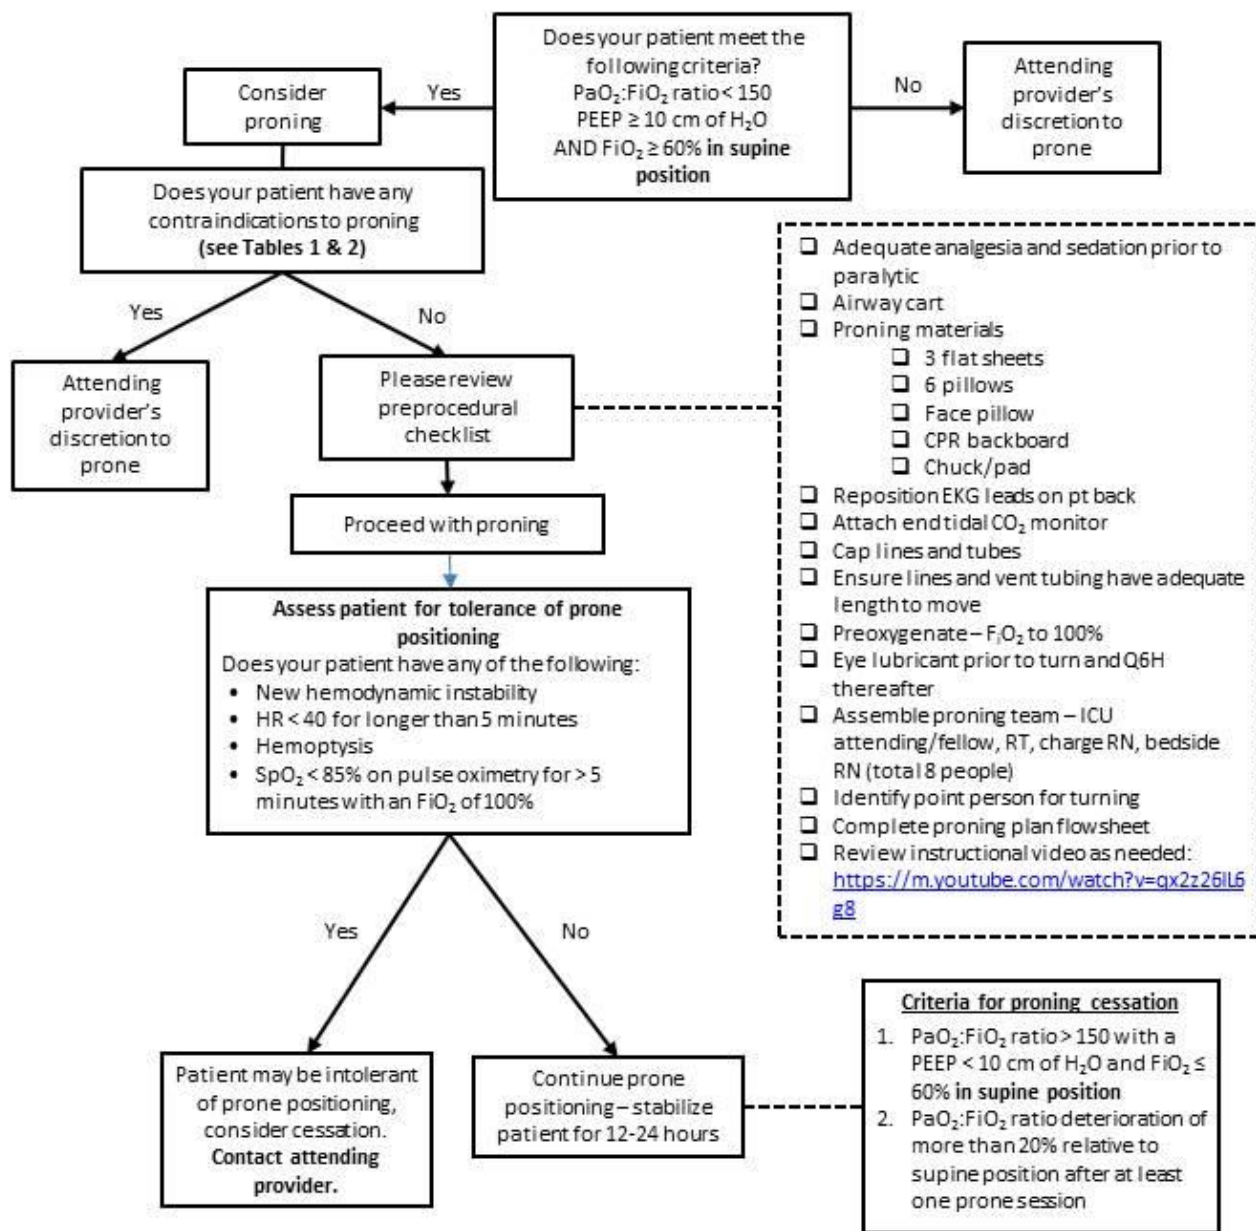 Does your patient meet the
following criteria?
PaO₂:FiO₂ ratio < 150
PEEP ≥ 10 cm of H₂O
AND FiO₂ ≥ 60% in supine
position
Yes
No
Consider
proning
Attending
provider's
discretion to
prone
Does your patient have any
contraindications to proning
(see Tables 1 & 2)
Yes
No
Attending
provider's
discretion to
prone
Please review
preprocedural
checklist
Proceed with proning
Assess patient for tolerance of prone
positioning
Does your patient have any of the following:
• New hemodynamic instability
• HR < 40 for longer than 5 minutes
• Hemoptysis
• SpO₂ < 85% on pulse oximetry for > 5
minutes with an FiO₂ of 100%
Yes
No
Patient may be intolerant
of prone positioning,
consider cessation.
Contact attending
provider.
Continue prone
positioning – stabilize
patient for 12-24 hours
❑ Adequate analgesia and sedation prior to
paralytic
❑ Airway cart
❑ Proning materials
❑ 3 flat sheets
❑ 6 pillows
❑ Face pillow
❑ CPR backboard
❑ Chuck/pad
❑ Reposition EKG leads on pt back
❑ Attach end tidal CO₂ monitor
❑ Cap lines and tubes
❑ Ensure lines and vent tubing have adequate
length to move
❑ Preoxygenate – FᵢO₂ to 100%
❑ Eye lubricant prior to turn and Q6H
thereafter
❑ Assemble proning team – ICU
attending/fellow, RT, charge RN, bedside
RN (total 8 people)
❑ Identify point person for turning
❑ Complete proning plan flowsheet
❑ Review instructional video as needed:
https://m.youtube.com/watch?v=qx2z26IL6
g8
Criteria for proning cessation
1. PaO₂:FiO₂ ratio > 150 with a
PEEP < 10 cm of H₂O and FiO₂ ≤
60% in supine position
2. PaO₂:FiO₂ ratio deterioration of
more than 20% relative to
supine position after at least
one prone session